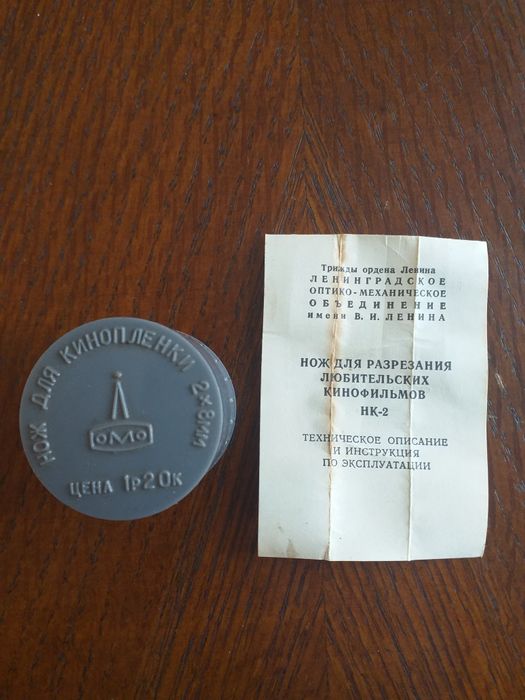 НОЖ ДЛЯ КИНОПЛЕНКИ 2×8ММ
ЛОМО
ЦЕНА 1Р20К
Трижды ордена Ленина
ЛЕНИНГРАДСКОЕ
ОПТИКО-МЕХАНИЧЕСКОЕ
ОБЪЕДИНЕНИЕ
имени В. И. ЛЕНИНА
НОЖ ДЛЯ РАЗРЕЗАНИЯ
ЛЮБИТЕЛЬСКИХ
КИНОФИЛЬМОВ
НК-2
ТЕХНИЧЕСКОЕ ОПИСАНИЕ
И ИНСТРУКЦИЯ
ПО ЭКСПЛУАТАЦИИ